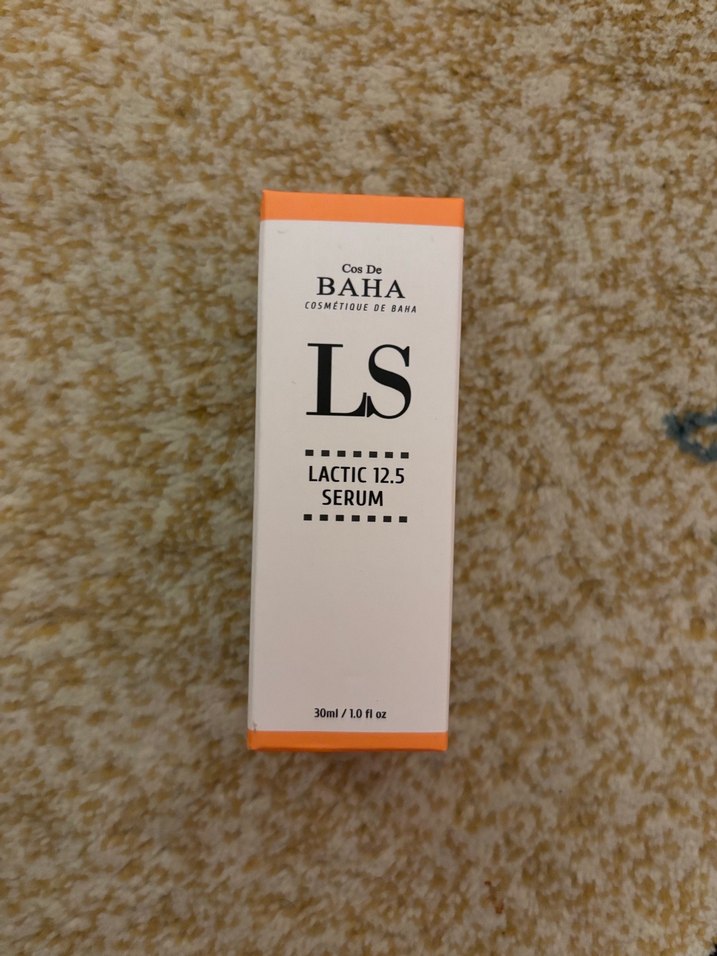 Cos De
BAHA
COSMÉTIQUE DE BAHA
LS
LACTIC 12.5
SERUM
30ml / 1.0 fl oz